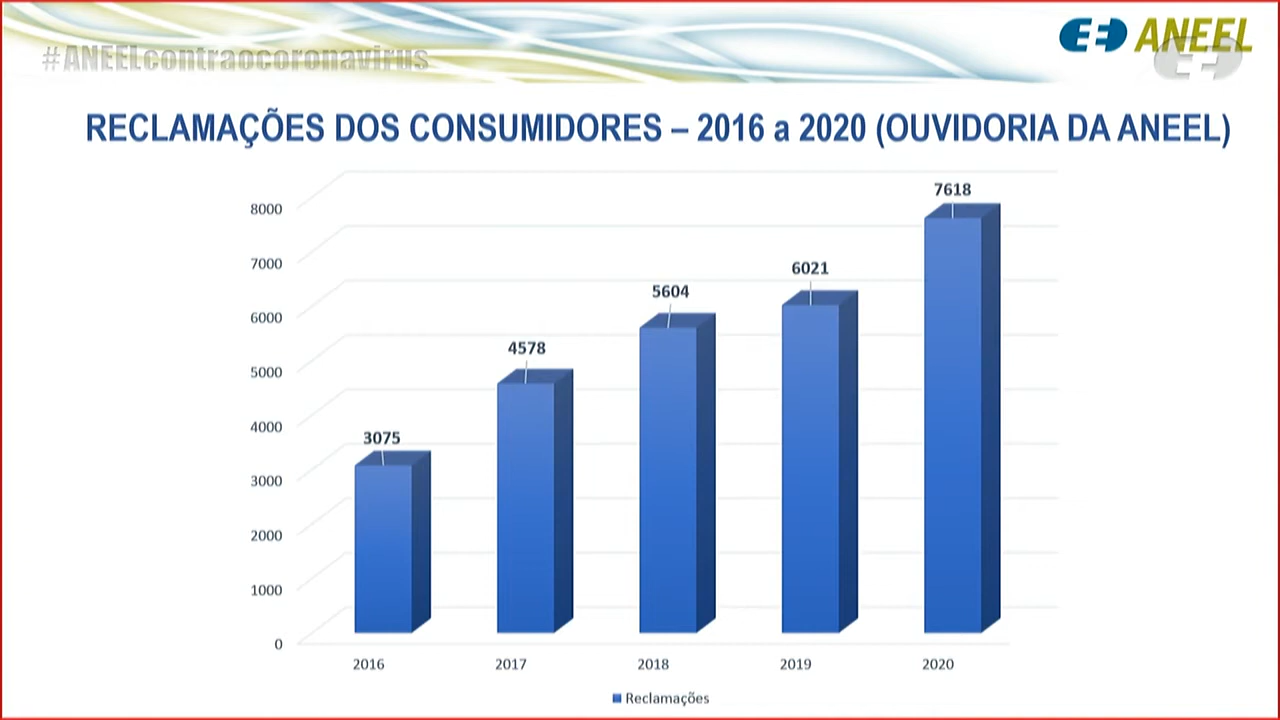 #ANEELcontraocoronavirus
ANEEL
RECLAMAÇÕES DOS CONSUMIDORES – 2016 a 2020 (OUVIDORIA DA ANEEL)
8000
7000
6000
5000
4000
3000
2000
1000
0
3075
4578
5604
6021
7618
2016 2017 2018 2019 2020
Reclamações